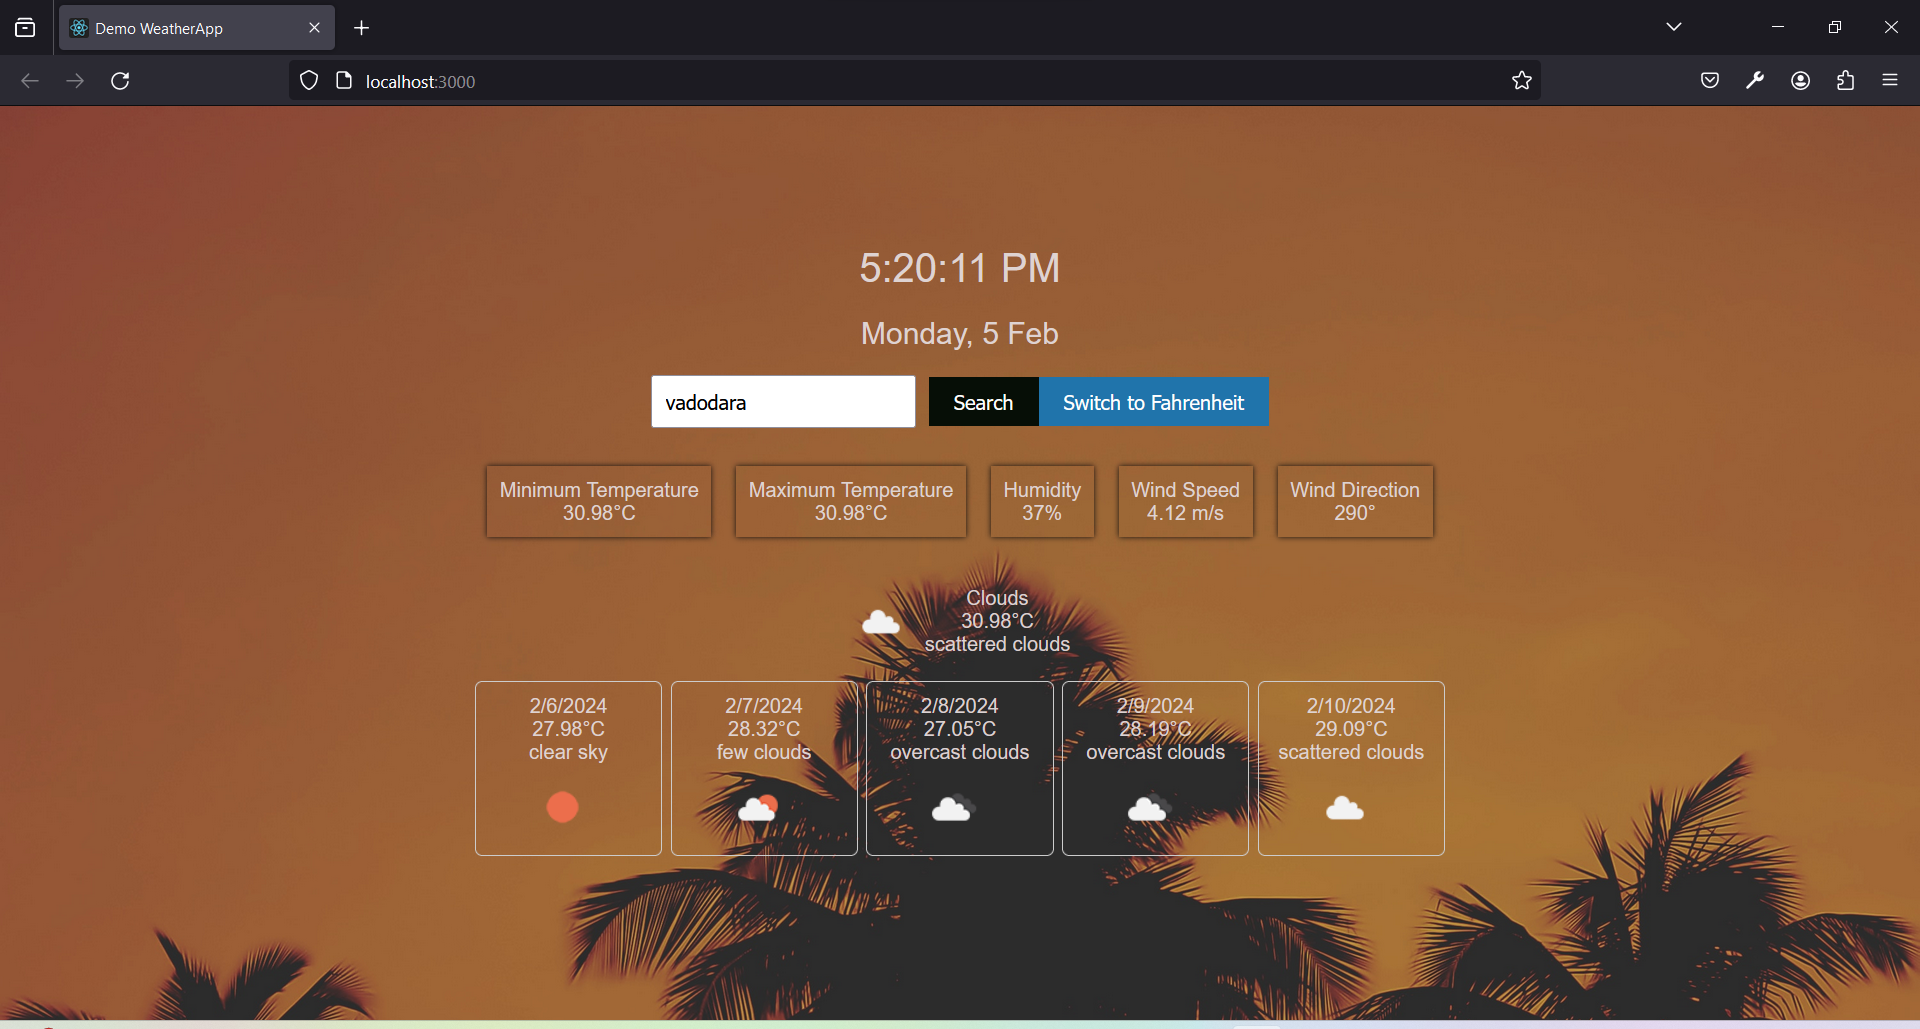 Demo WeatherApp
localhost:3000
5:20:11 PM
Monday, 5 Feb
vadodara
Search
Switch to Fahrenheit
Minimum Temperature
30.98°C
Maximum Temperature
30.98°C
Humidity
37%
Wind Speed
4.12 m/s
Wind Direction
290°
Clouds
30.98°C
scattered clouds
2/6/2024
27.98°C
clear sky
2/7/2024
28.32°C
few clouds
2/8/2024
27.05°C
overcast clouds
2/9/2024
28.19°C
overcast clouds
2/10/2024
29.09°C
scattered clouds